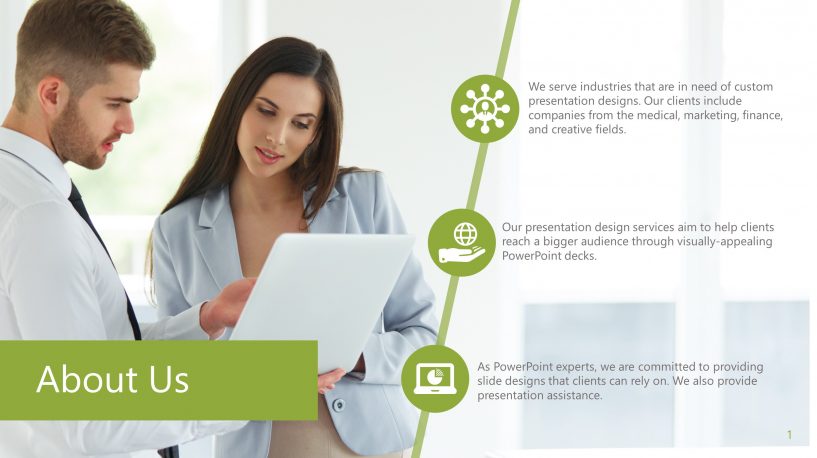 We serve industries that are in need of custom
presentation designs. Our clients include
companies from the medical, marketing, finance,
and creative fields.
Our presentation design services aim to help clients
reach a bigger audience through visually-appealing
PowerPoint decks.
About Us
As PowerPoint experts, we are committed to providing
slide designs that clients can rely on. We also provide
presentation assistance.
1